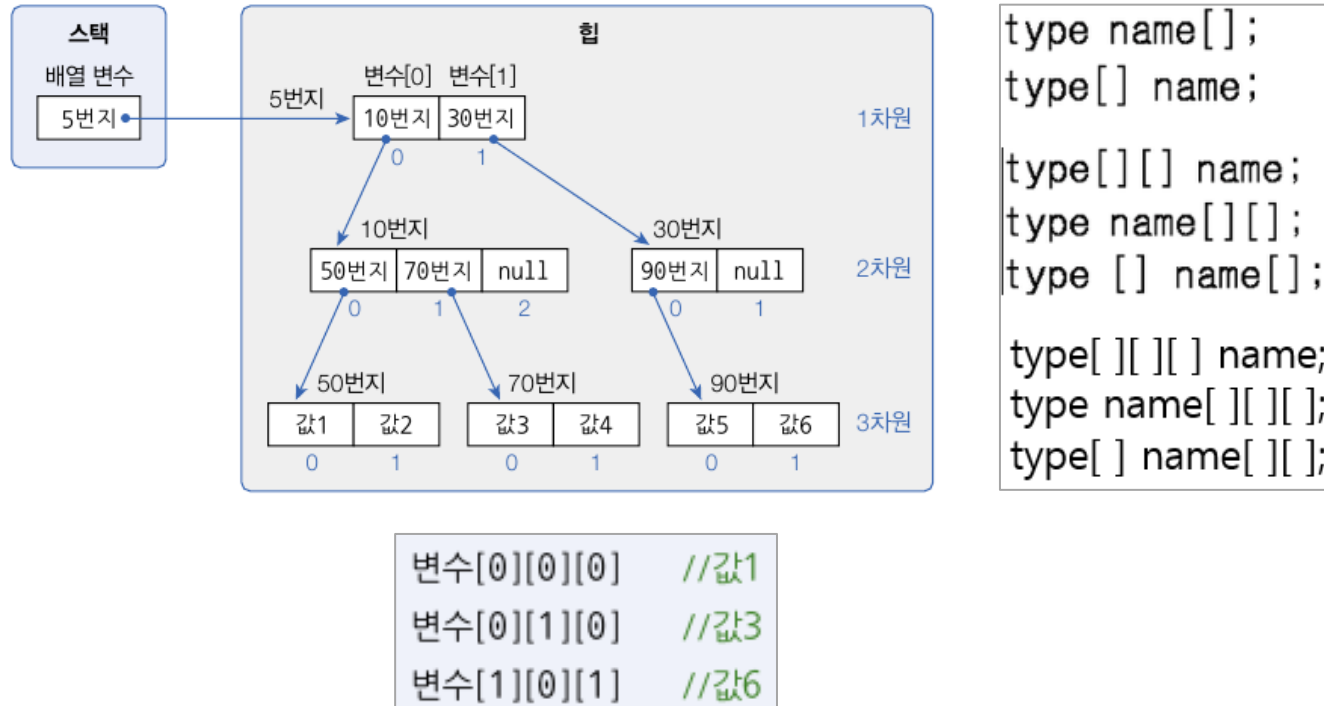 스택
배열 변수
5번지
힙
변수[0] 변수[1]
5번지
10번지 30번지
1차원
0 1
10번지 30번지
50번지 70번지 null 90번지 null
2차원
0 1 2 0 1
50번지 70번지 90번지
값1 값2 값3 값4 값5 값6
3차원
0 1 0 1 0 1
type name[];
type[] name;
type[][] name;
type name[][];
type [] name[];
type[ ][ ][ ] name;
type name[ ][ ][ ];
type[ ] name[ ][ ];
변수[0][0][0] //값1
변수[0][1][0] //값3
변수[1][0][1] //값6